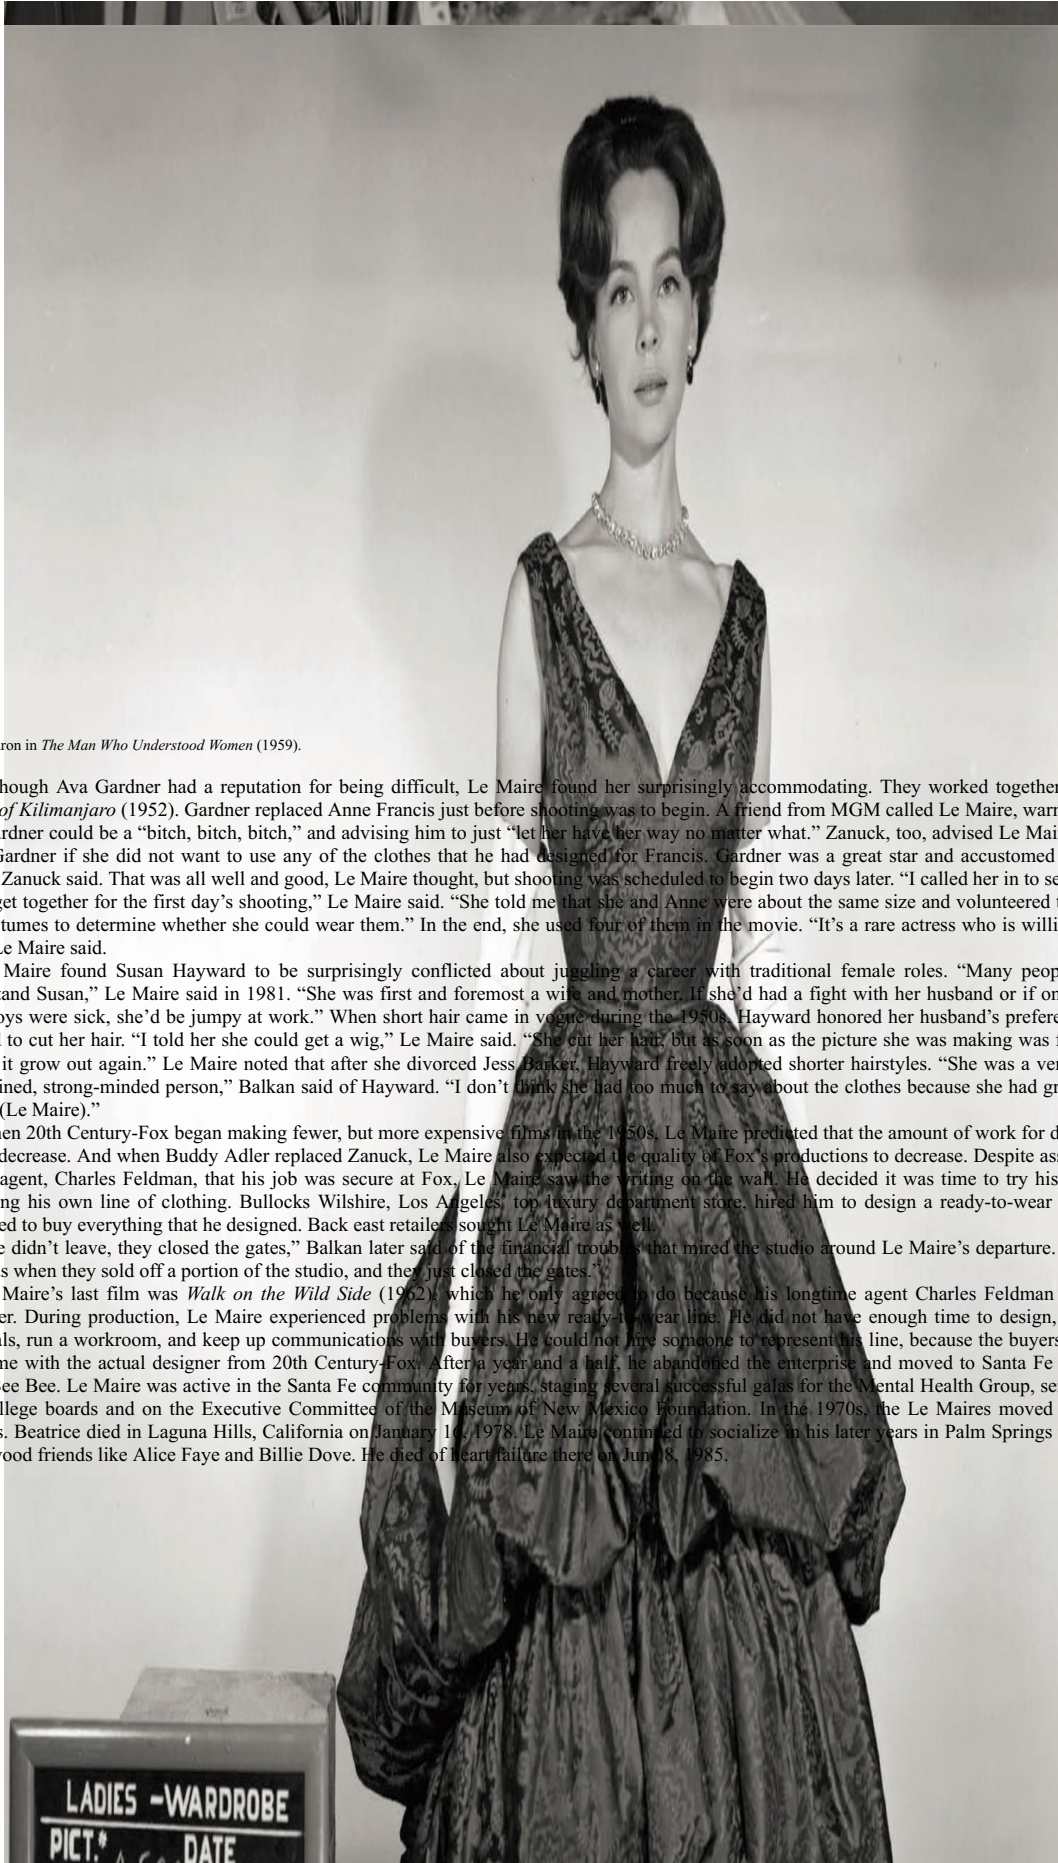 ron in The Man Who Understood Women (1959).
hough Ava Gardner had a reputation for being difficult, Le Maire found her surprisingly accommodating. They worked together
of Kilimanjaro (1952). Gardner replaced Anne Francis just before shooting was to begin. A friend from MGM called Le Maire, warn
ardner could be a “bitch, bitch, bitch,” and advising him to just “let her have her way no matter what.” Zanuck, too, advised Le Mai
Gardner if she did not want to use any of the clothes that he had designed for Francis. Gardner was a great star and accustomed
Zanuck said. That was all well and good, Le Maire thought, but shooting was scheduled to begin two days later. “I called her in to se
get together for the first day’s shooting,” Le Maire said. “She told me that she and Anne were about the same size and volunteered t
tumes to determine whether she could wear them.” In the end, she used four of them in the movie. “It’s a rare actress who is willi
Le Maire said.
Maire found Susan Hayward to be surprisingly conflicted about juggling a career with traditional female roles. “Many peop
tand Susan,” Le Maire said in 1981. “She was first and foremost a wife and mother. If she’d had a fight with her husband or if on
oys were sick, she’d be jumpy at work.” When short hair came in vogue during the 1950s, Hayward honored her husband’s prefere
l to cut her hair. “I told her she could get a wig,” Le Maire said. “She cut her hair, but as soon as the picture she was making was f
it grow out again.” Le Maire noted that after she divorced Jess Barker, Hayward freely adopted shorter hairstyles. “She was a ver
ined, strong-minded person,” Balkan said of Hayward. “I don’t think she had too much to say about the clothes because she had gr
(Le Maire).”
hen 20th Century-Fox began making fewer, but more expensive films in the 1950s, Le Maire predicted that the amount of work for d
decrease. And when Buddy Adler replaced Zanuck, Le Maire also expected the quality of Fox’s productions to decrease. Despite ass
agent, Charles Feldman, that his job was secure at Fox, Le Maire saw the writing on the wall. He decided it was time to try his
ing his own line of clothing. Bullocks Wilshire, Los Angeles’ top luxury department store, hired him to design a ready-to-wear
ed to buy everything that he designed. Back east retailers sought Le Maire as well.
e didn’t leave, they closed the gates,” Balkan later said of the financial troubles that mired the studio around Le Maire’s departure.
s when they sold off a portion of the studio, and they just closed the gates.”
Maire’s last film was Walk on the Wild Side (1962), which he only agreed to do because his longtime agent Charles Feldman
er. During production, Le Maire experienced problems with his new ready-to-wear line. He did not have enough time to design,
ls, run a workroom, and keep up communications with buyers. He could not hire someone to represent his line, because the buyers
me with the actual designer from 20th Century-Fox. After a year and a half, he abandoned the enterprise and moved to Santa Fe
Bee Bee. Le Maire was active in the Santa Fe community for years, staging several successful galas for the Mental Health Group, se
llege boards and on the Executive Committee of the Museum of New Mexico Foundation. In the 1970s, the Le Maires moved
s. Beatrice died in Laguna Hills, California on January 16, 1978. Le Maire continued to socialize in his later years in Palm Springs
vood friends like Alice Faye and Billie Dove. He died of heart failure there on June 8, 1985.
LADIES -WARDROBE
PICT.* DATE